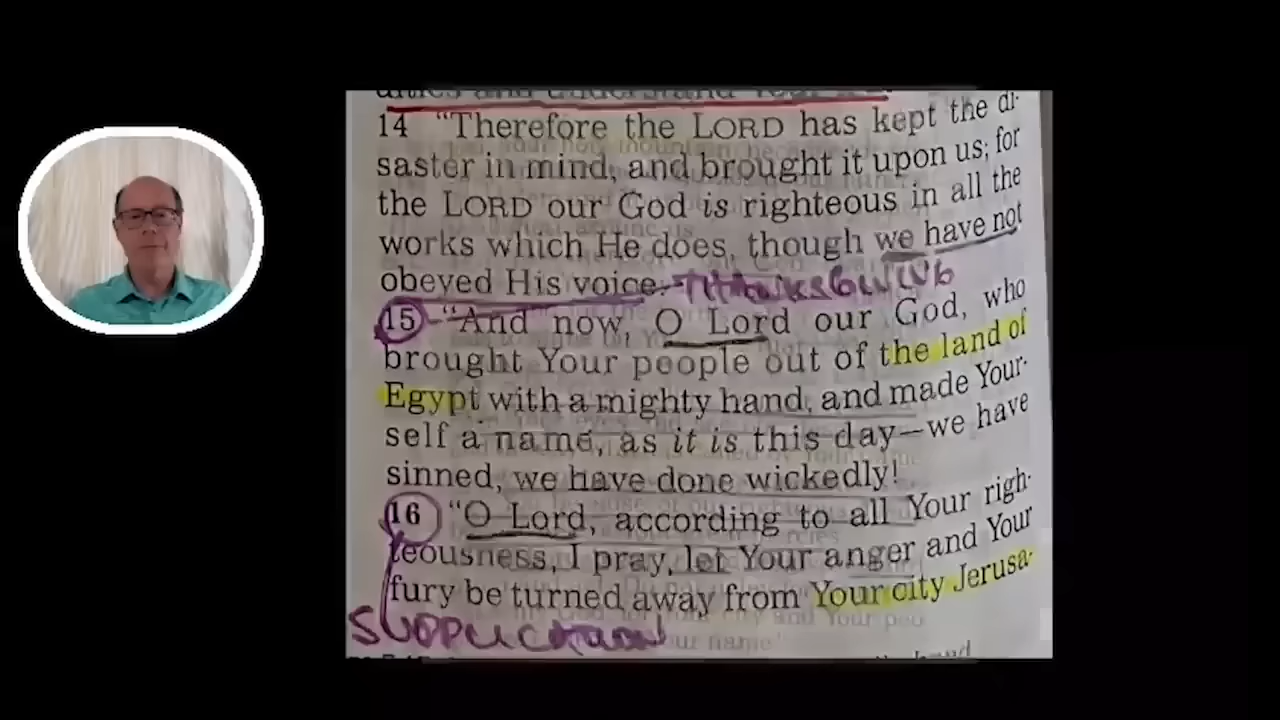 and understand
14 "Therefore the LORD has kept the di-
saster in mind, and brought it upon us; for
the LORD our God is righteous in all the
works which He does, though we have not
obeyed His voice. THANKSGIVING
15 "And now, O Lord our God, who
brought Your people out of the land of
Egypt with a mighty hand, and made Your-
self a name, as it is this day—we have
sinned, we have done wickedly!
16 "O Lord, according to all Your righ-
teousness, I pray, let Your anger and Your
fury be turned away from Your city Jerusa-
SUPPLICATION
hand